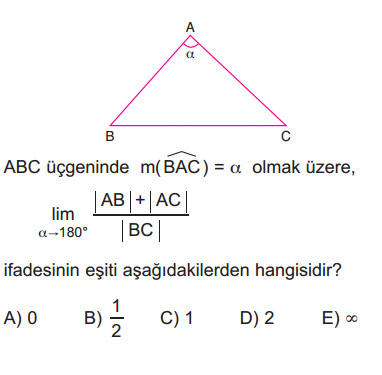 A
α
B
C
ABC üçgeninde m(BAC) = α olmak üzere,
lim α→180° |AB|+|AC| / |BC|
ifadesinin eşiti aşağıdakilerden hangisidir?
A) 0 B) 1/2 C) 1 D) 2 E) ∞